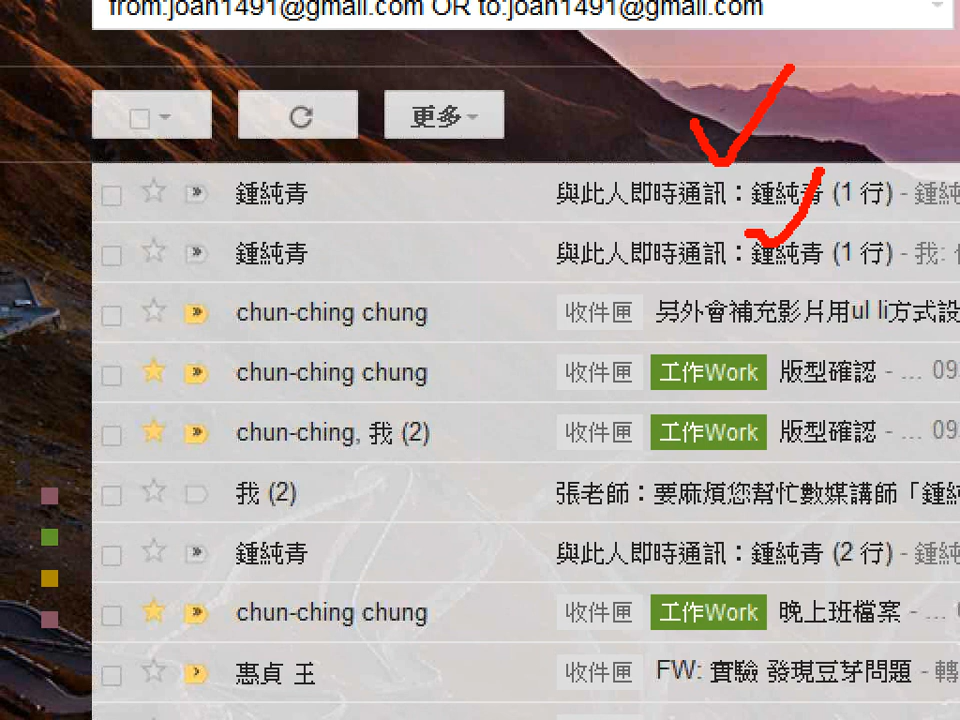 from:joan1491@gmail.com OR to:joan1491@gmail.com
更多
鍾純青 與此人即時通訊：鍾純青 (1 行) - 鍾純
鍾純青 與此人即時通訊：鍾純青 (1 行) - 我:
chun-ching chung 收件匣 另外會補充影片用ul li方式設
chun-ching chung 收件匣 工作Work 版型確認 - ... 09
chun-ching, 我 (2) 收件匣 工作Work 版型確認 - ... 09
我 (2) 張老師：要麻煩您幫忙數媒講師「鍾純
鍾純青 與此人即時通訊：鍾純青 (2 行) - 鍾純
chun-ching chung 收件匣 工作Work 晚上班檔案 - ...
惠貞 王 收件匣 FW: 實驗 發現豆芽問題 - 轉